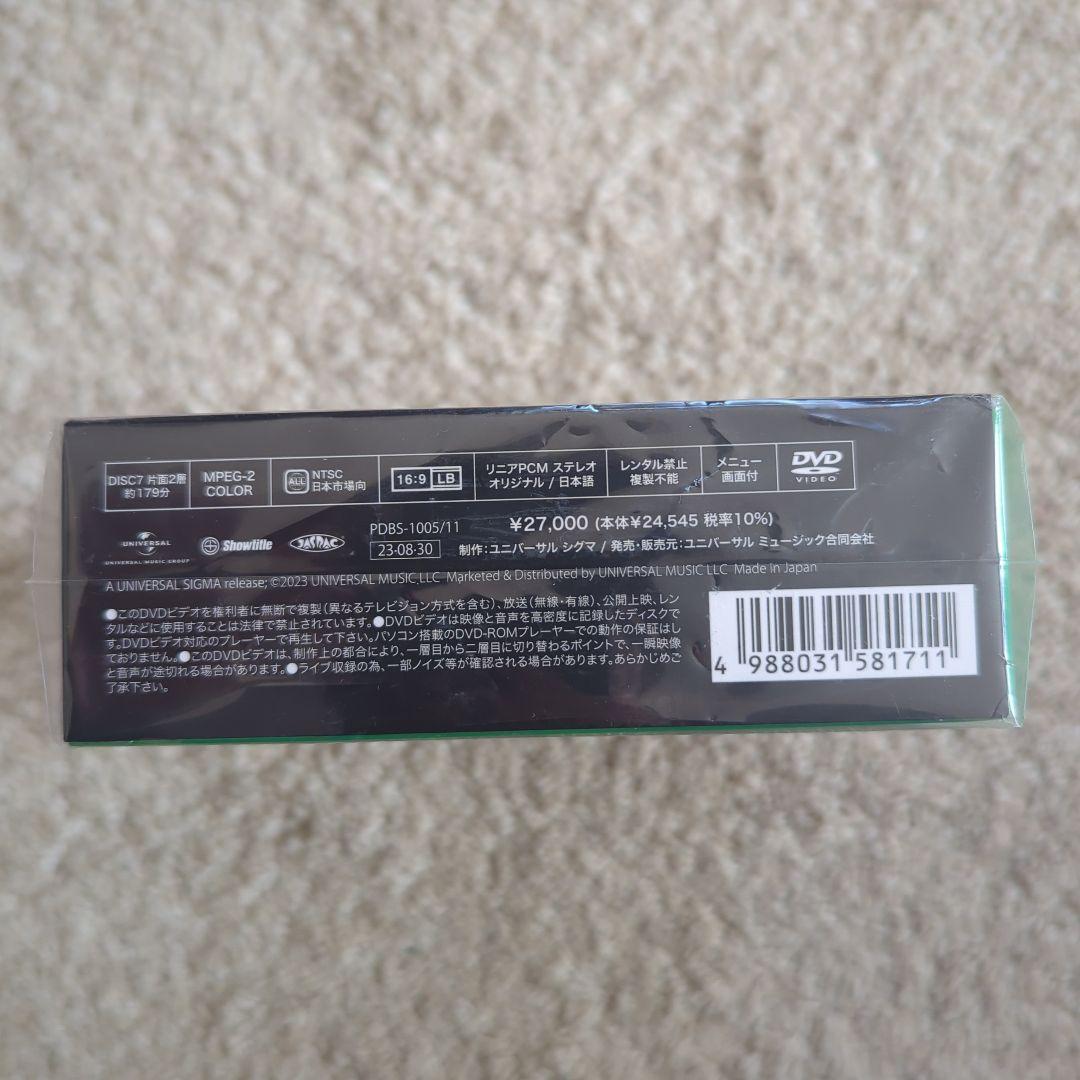 DISC7 片面2層 約179分
MPEG-2 COLOR
ALL NTSC 日本市場向
16:9 LB
リニアPCM ステレオ オリジナル / 日本語
レンタル禁止 複製不能
メニュー画面付
DVD VIDEO
UNIVERSAL
UNIVERSAL MUSIC GROUP
Showtitle
JASRAC
PDBS-1005/11
¥27,000 (本体¥24,545 税率10%)
23·08·30
制作:ユニバーサル シグマ / 発売・販売元:ユニバーサル ミュージック合同会社
A UNIVERSAL SIGMA release; ©2023 UNIVERSAL MUSIC LLC Marketed & Distributed by UNIVERSAL MUSIC LLC Made in Japan
●このDVDビデオを権利者に無断で複製(異なるテレビジョン方式を含む)、放送(無線・有線)、公開上映、レン
タルなどに使用することは法律で禁止されています。●DVDビデオは映像と音声を高密度に記録したディスクで
す。DVDビデオ対応のプレーヤーで再生して下さい。パソコン搭載のDVD-ROMプレーヤーでの動作の保証はし
ておりません。●このDVDビデオは、制作上の都合により、一層目から二層目に切り替わるポイントで、一瞬映像
と音声が途切れる場合があります。●ライブ収録の為、一部ノイズ等が確認される場合があります。あらかじめご
了承下さい。
4 988031 581711